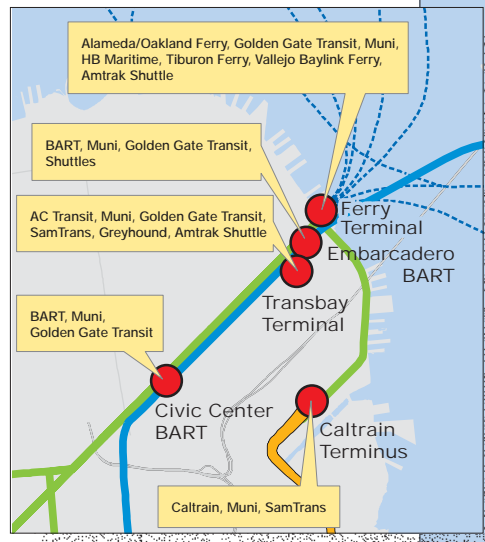 Alameda/Oakland Ferry, Golden Gate Transit, Muni,
HB Maritime, Tiburon Ferry, Vallejo Baylink Ferry,
Amtrak Shuttle
BART, Muni, Golden Gate Transit,
Shuttles
AC Transit, Muni, Golden Gate Transit,
SamTrans, Greyhound, Amtrak Shuttle
Ferry
Terminal
Embarcadero
BART
Transbay
Terminal
BART, Muni,
Golden Gate Transit
Civic Center
BART
Caltrain
Terminus
Caltrain, Muni, SamTrans